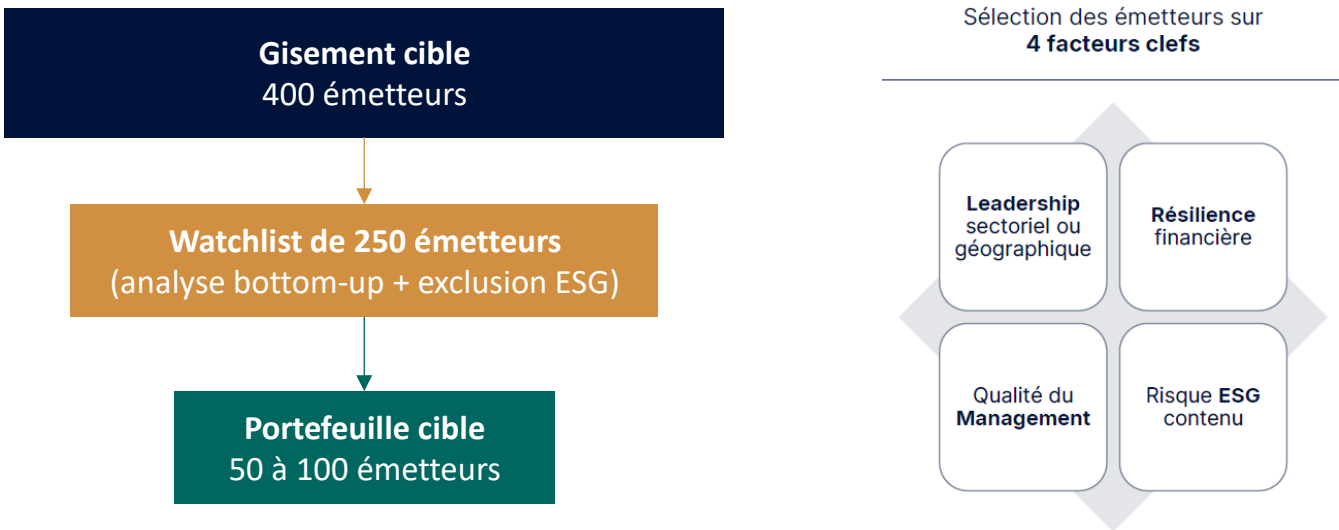 Gisement cible
400 émetteurs
Watchlist de 250 émetteurs
(analyse bottom-up + exclusion ESG)
Portefeuille cible
50 à 100 émetteurs
Sélection des émetteurs sur
4 facteurs clefs
Leadership
sectoriel ou
géographique
Résilience
financière
Qualité du
Management
Risque ESG
contenu